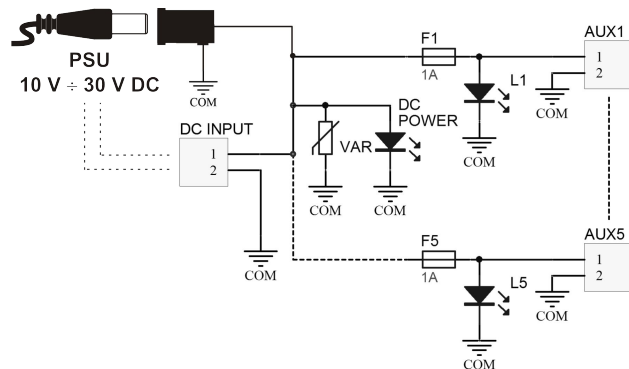 PSU
10 V ÷ 30 V DC
COM
DC INPUT
1
2
COM
VAR
COM
DC
POWER
COM
F1
1A
L1
COM
AUX1
1
2
COM
F5
1A
L5
COM
AUX5
1
2
COM